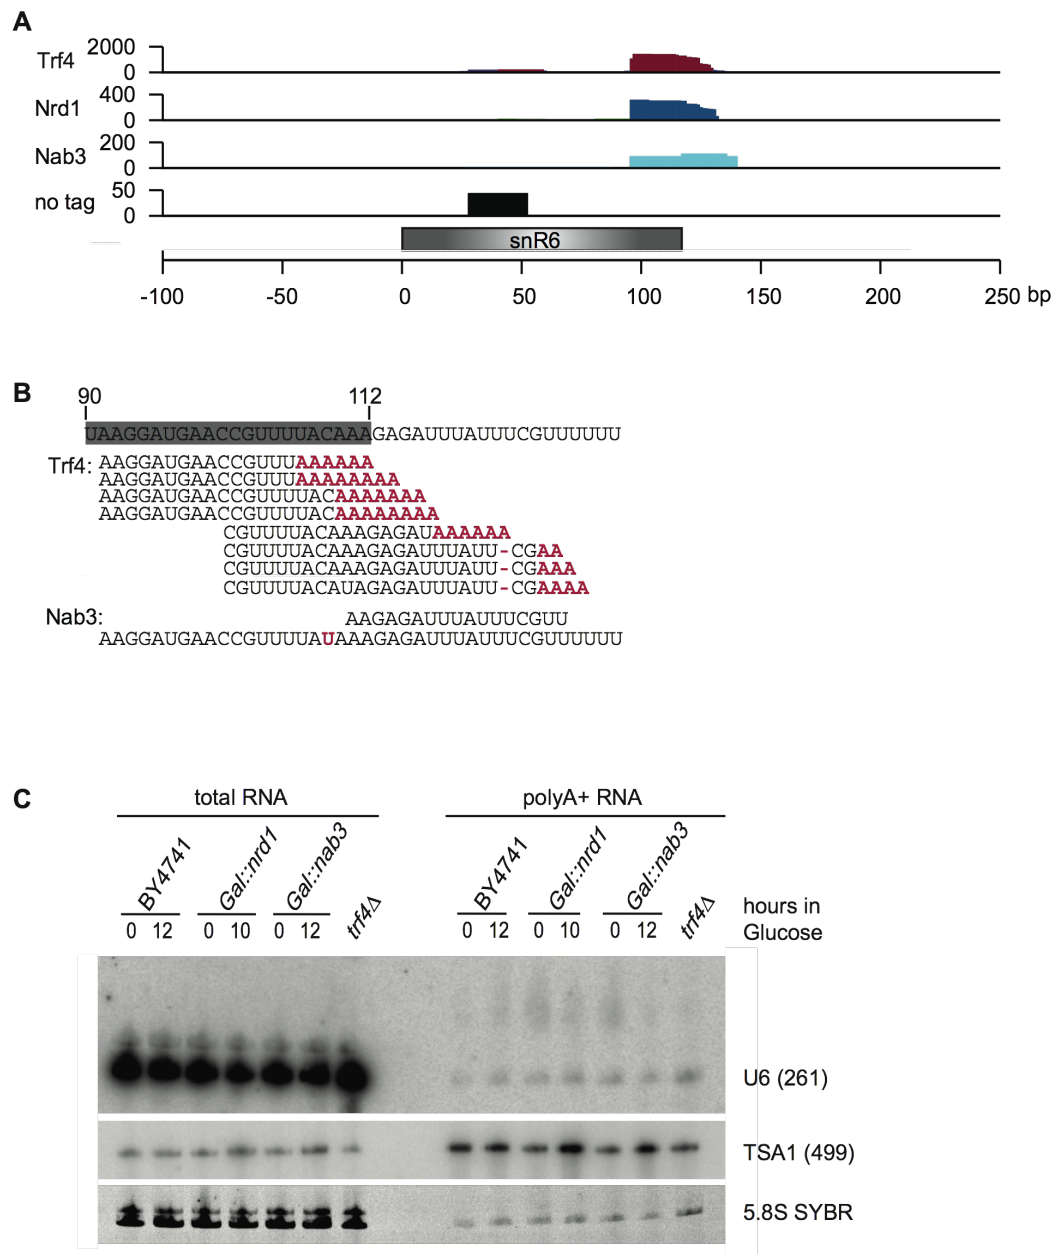 A
Trf4 2000
0
Nrd1 400
0
Nab3 200
0
no tag 50
0
snR6
-100 -50 0 50 100 150 200 250 bp
B
90 112
UAAGGAUGAACCGUUUUACAAAGAGAUUUAUUUCGUUUUUU
Trf4: AAGGAUGAACCGUUUAAAAAA
AAGGAUGAACCGUUUAAAAAAAA
AAGGAUGAACCGUUUUACAAAAAAA
AAGGAUGAACCGUUUUACAAAAAAAA
CGUUUUACAAAGAGAUAAAAAA
CGUUUUACAAAGAGAUUUAUU-CGAA
CGUUUUACAAAGAGAUUUAUU-CGAAA
CGUUUUACAUAGAGAUUUAUU-CGAAAA
Nab3: AAGAGAUUUAUUUCGUU
AAGGAUGAACCGUUUUAUAAAGAGAUUUAUUUCGUUUUUU
C
total RNA polyA+ RNA
BY4741 Gal::nrd1 Gal::nab3 trf4Δ BY4741 Gal::nrd1 Gal::nab3 trf4Δ
0 12 0 10 0 12 0 12 0 10 0 12 hours in Glucose
U6 (261)
TSA1 (499)
5.8S SYBR